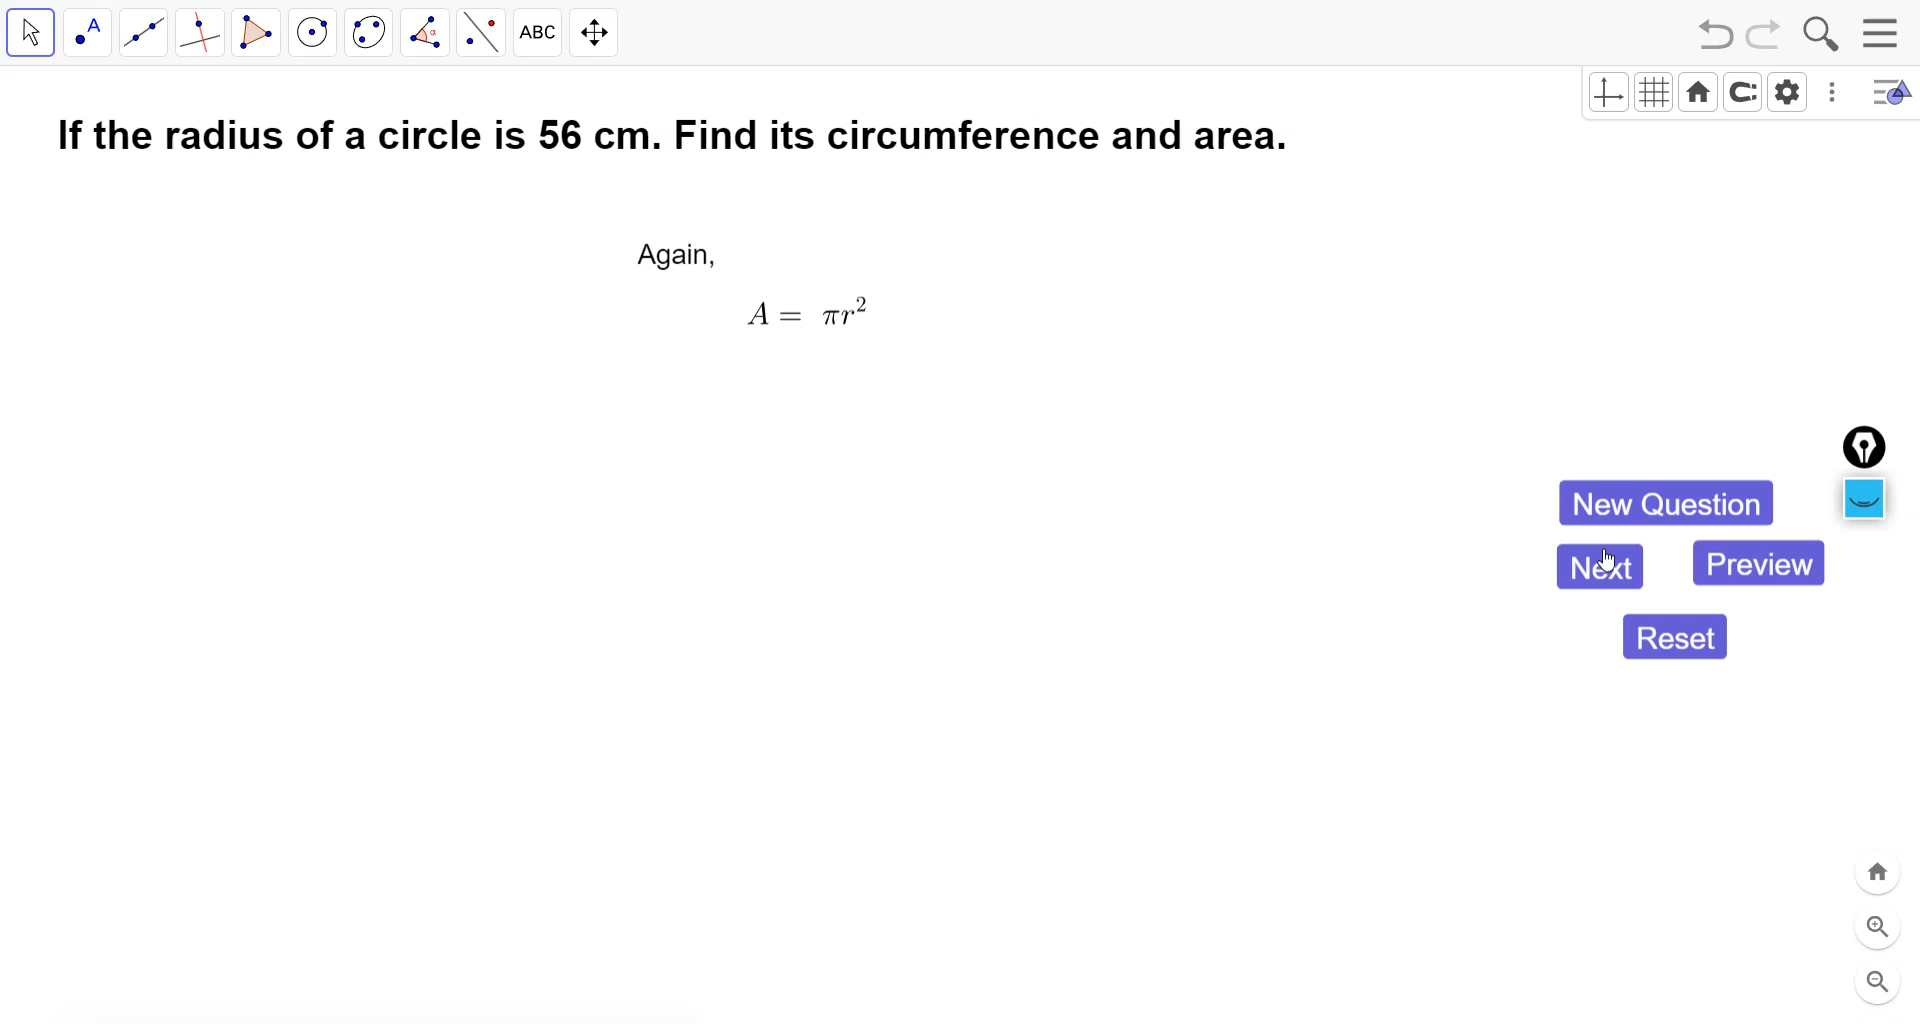 A
α
ABC
If the radius of a circle is 56 cm. Find its circumference and area.
Again,
A = πr²
New Question
Next
Preview
Reset